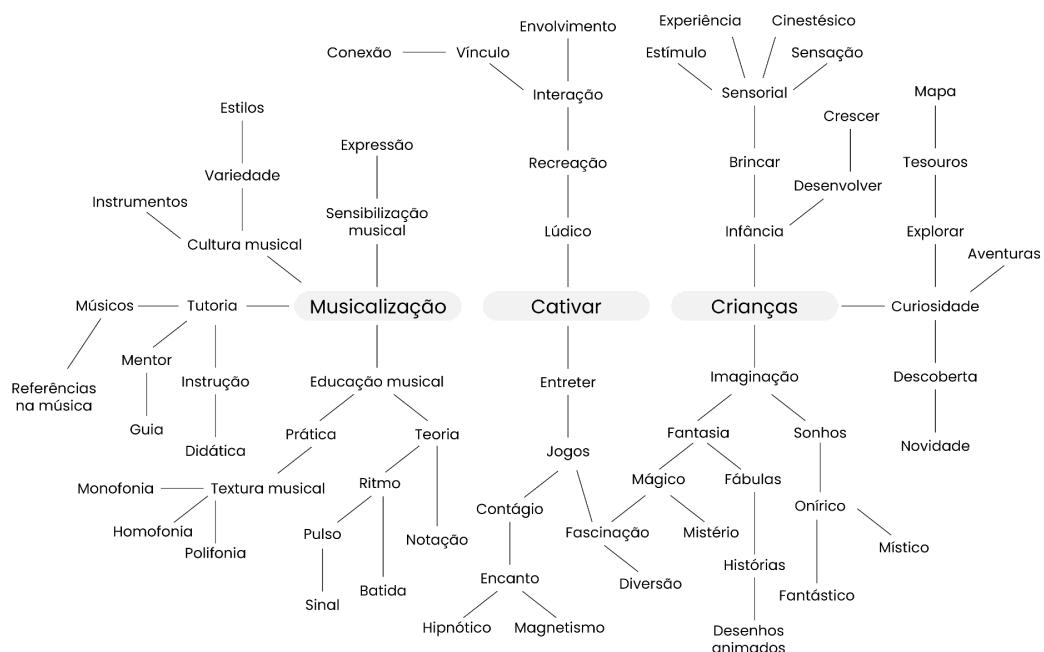 Experiência
Cinestésico
Envolvimento
Conexão
Vínculo
Estímulo
Sensação
Interação
Sensorial
Mapa
Estilos
Crescer
Expressão
Recreação
Brincar
Tesouros
Variedade
Desenvolver
Instrumentos
Sensibilização
musical
Cultura musical
Lúdico
Infância
Explorar
Aventuras
Músicos
Tutoria
Musicalização
Cativar
Crianças
Curiosidade
Mentor
Referências
na música
Instrução
Educação musical
Entreter
Imaginação
Descoberta
Guia
Didática
Prática
Teoria
Jogos
Fantasia
Sonhos
Novidade
Monofonia
Textura musical
Ritmo
Mágico
Fábulas
Contágio
Onírico
Homofonia
Polifonia
Pulso
Notação
Fascinação
Mistério
Místico
Histórias
Encanto
Diversão
Batida
Sinal
Fantástico
Hipnótico
Magnetismo
Desenhos
animados